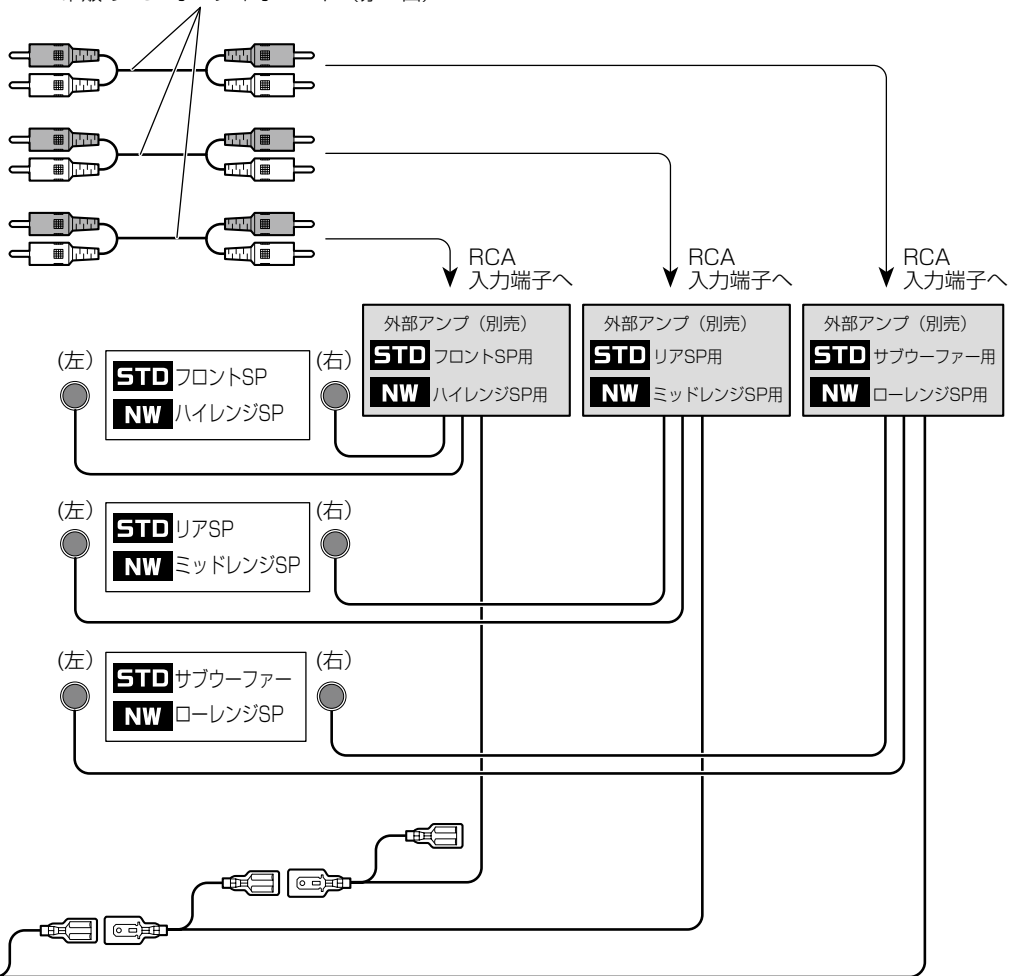 RCA
入力端子へ
RCA
入力端子へ
RCA
入力端子へ
外部アンプ（別売）
STD フロントSP用
NW ハイレンジSP用
外部アンプ（別売）
STD リアSP用
NW ミッドレンジSP用
外部アンプ（別売）
STD サブウーファー用
NW ローレンジSP用
(左)
STD フロントSP
NW ハイレンジSP
(右)
(左)
STD リアSP
NW ミッドレンジSP
(右)
(左)
STD サブウーファー
NW ローレンジSP
(右)